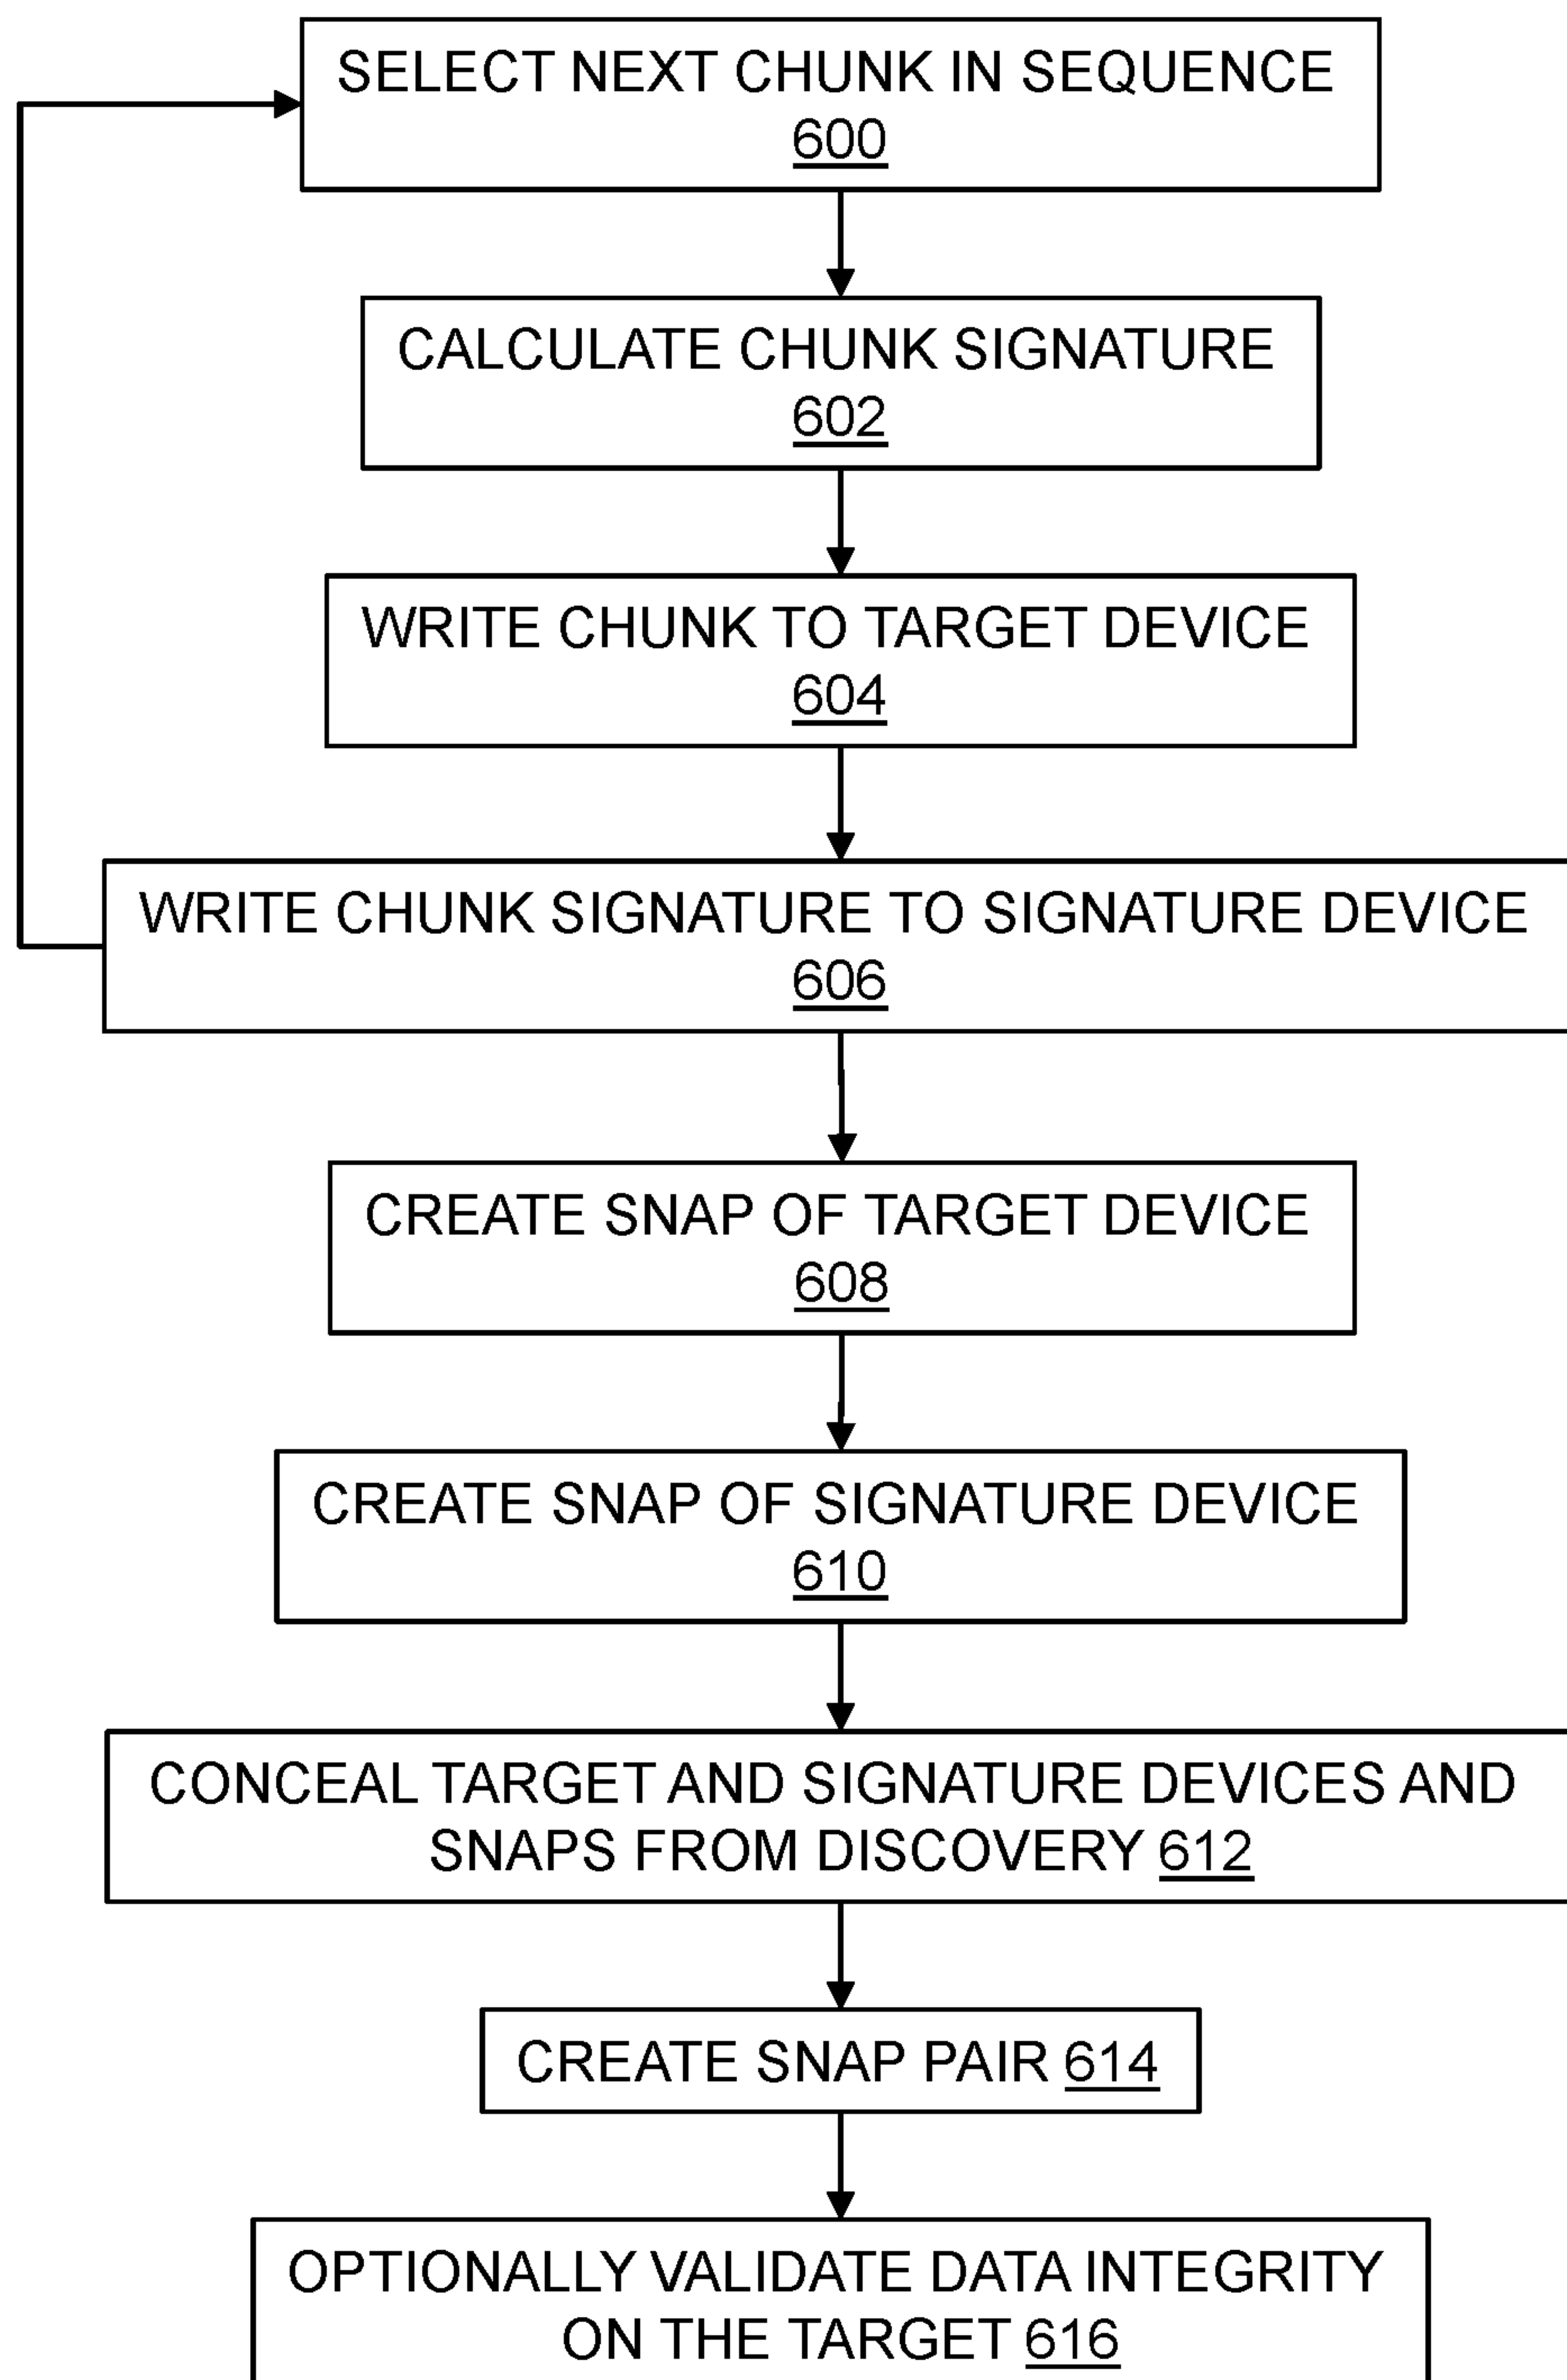 SELECT NEXT CHUNK IN SEQUENCE
600
CALCULATE CHUNK SIGNATURE
602
WRITE CHUNK TO TARGET DEVICE
604
WRITE CHUNK SIGNATURE TO SIGNATURE DEVICE
606
CREATE SNAP OF TARGET DEVICE
608
CREATE SNAP OF SIGNATURE DEVICE
610
CONCEAL TARGET AND SIGNATURE DEVICES AND
SNAPS FROM DISCOVERY 612
CREATE SNAP PAIR 614
OPTIONALLY VALIDATE DATA INTEGRITY
ON THE TARGET 616